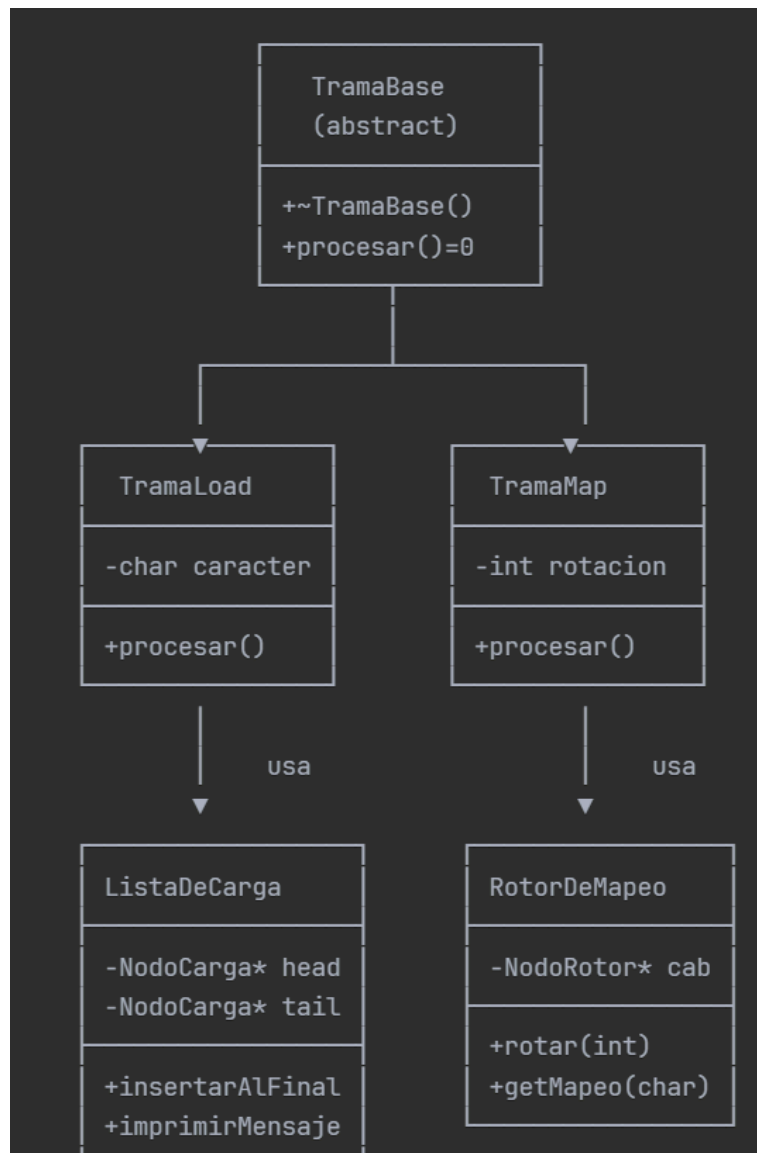 TramaBase
(abstract)
+~TramaBase()
+procesar()=0
TramaLoad
-char caracter
+procesar()
TramaMap
-int rotacion
+procesar()
usa
usa
ListaDeCarga
-NodoCarga* head
-NodoCarga* tail
+insertarAlFinal
+imprimirMensaje
RotorDeMapeo
-NodoRotor* cab
+rotar(int)
+getMapeo(char)